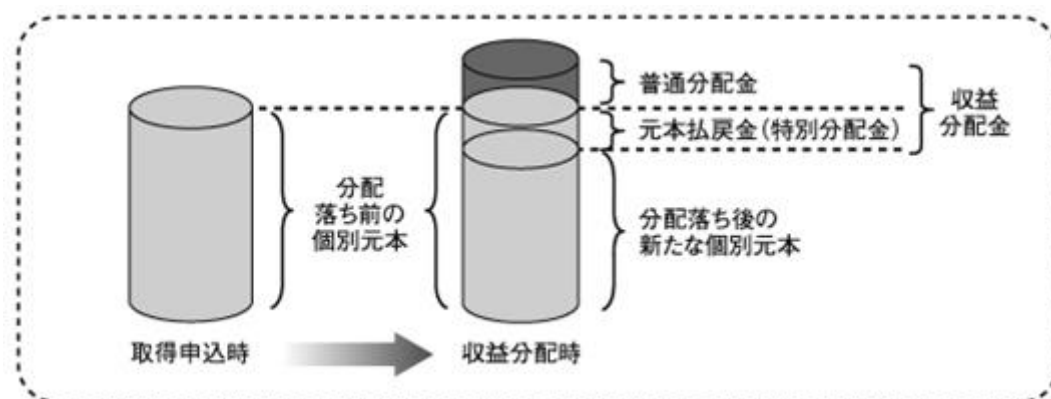 普通分配金
収益
分配金
元本払戻金(特別分配金)
分配
落ち前の
個別元本
分配落ち後の
新たな個別元本
取得申込時
収益分配時